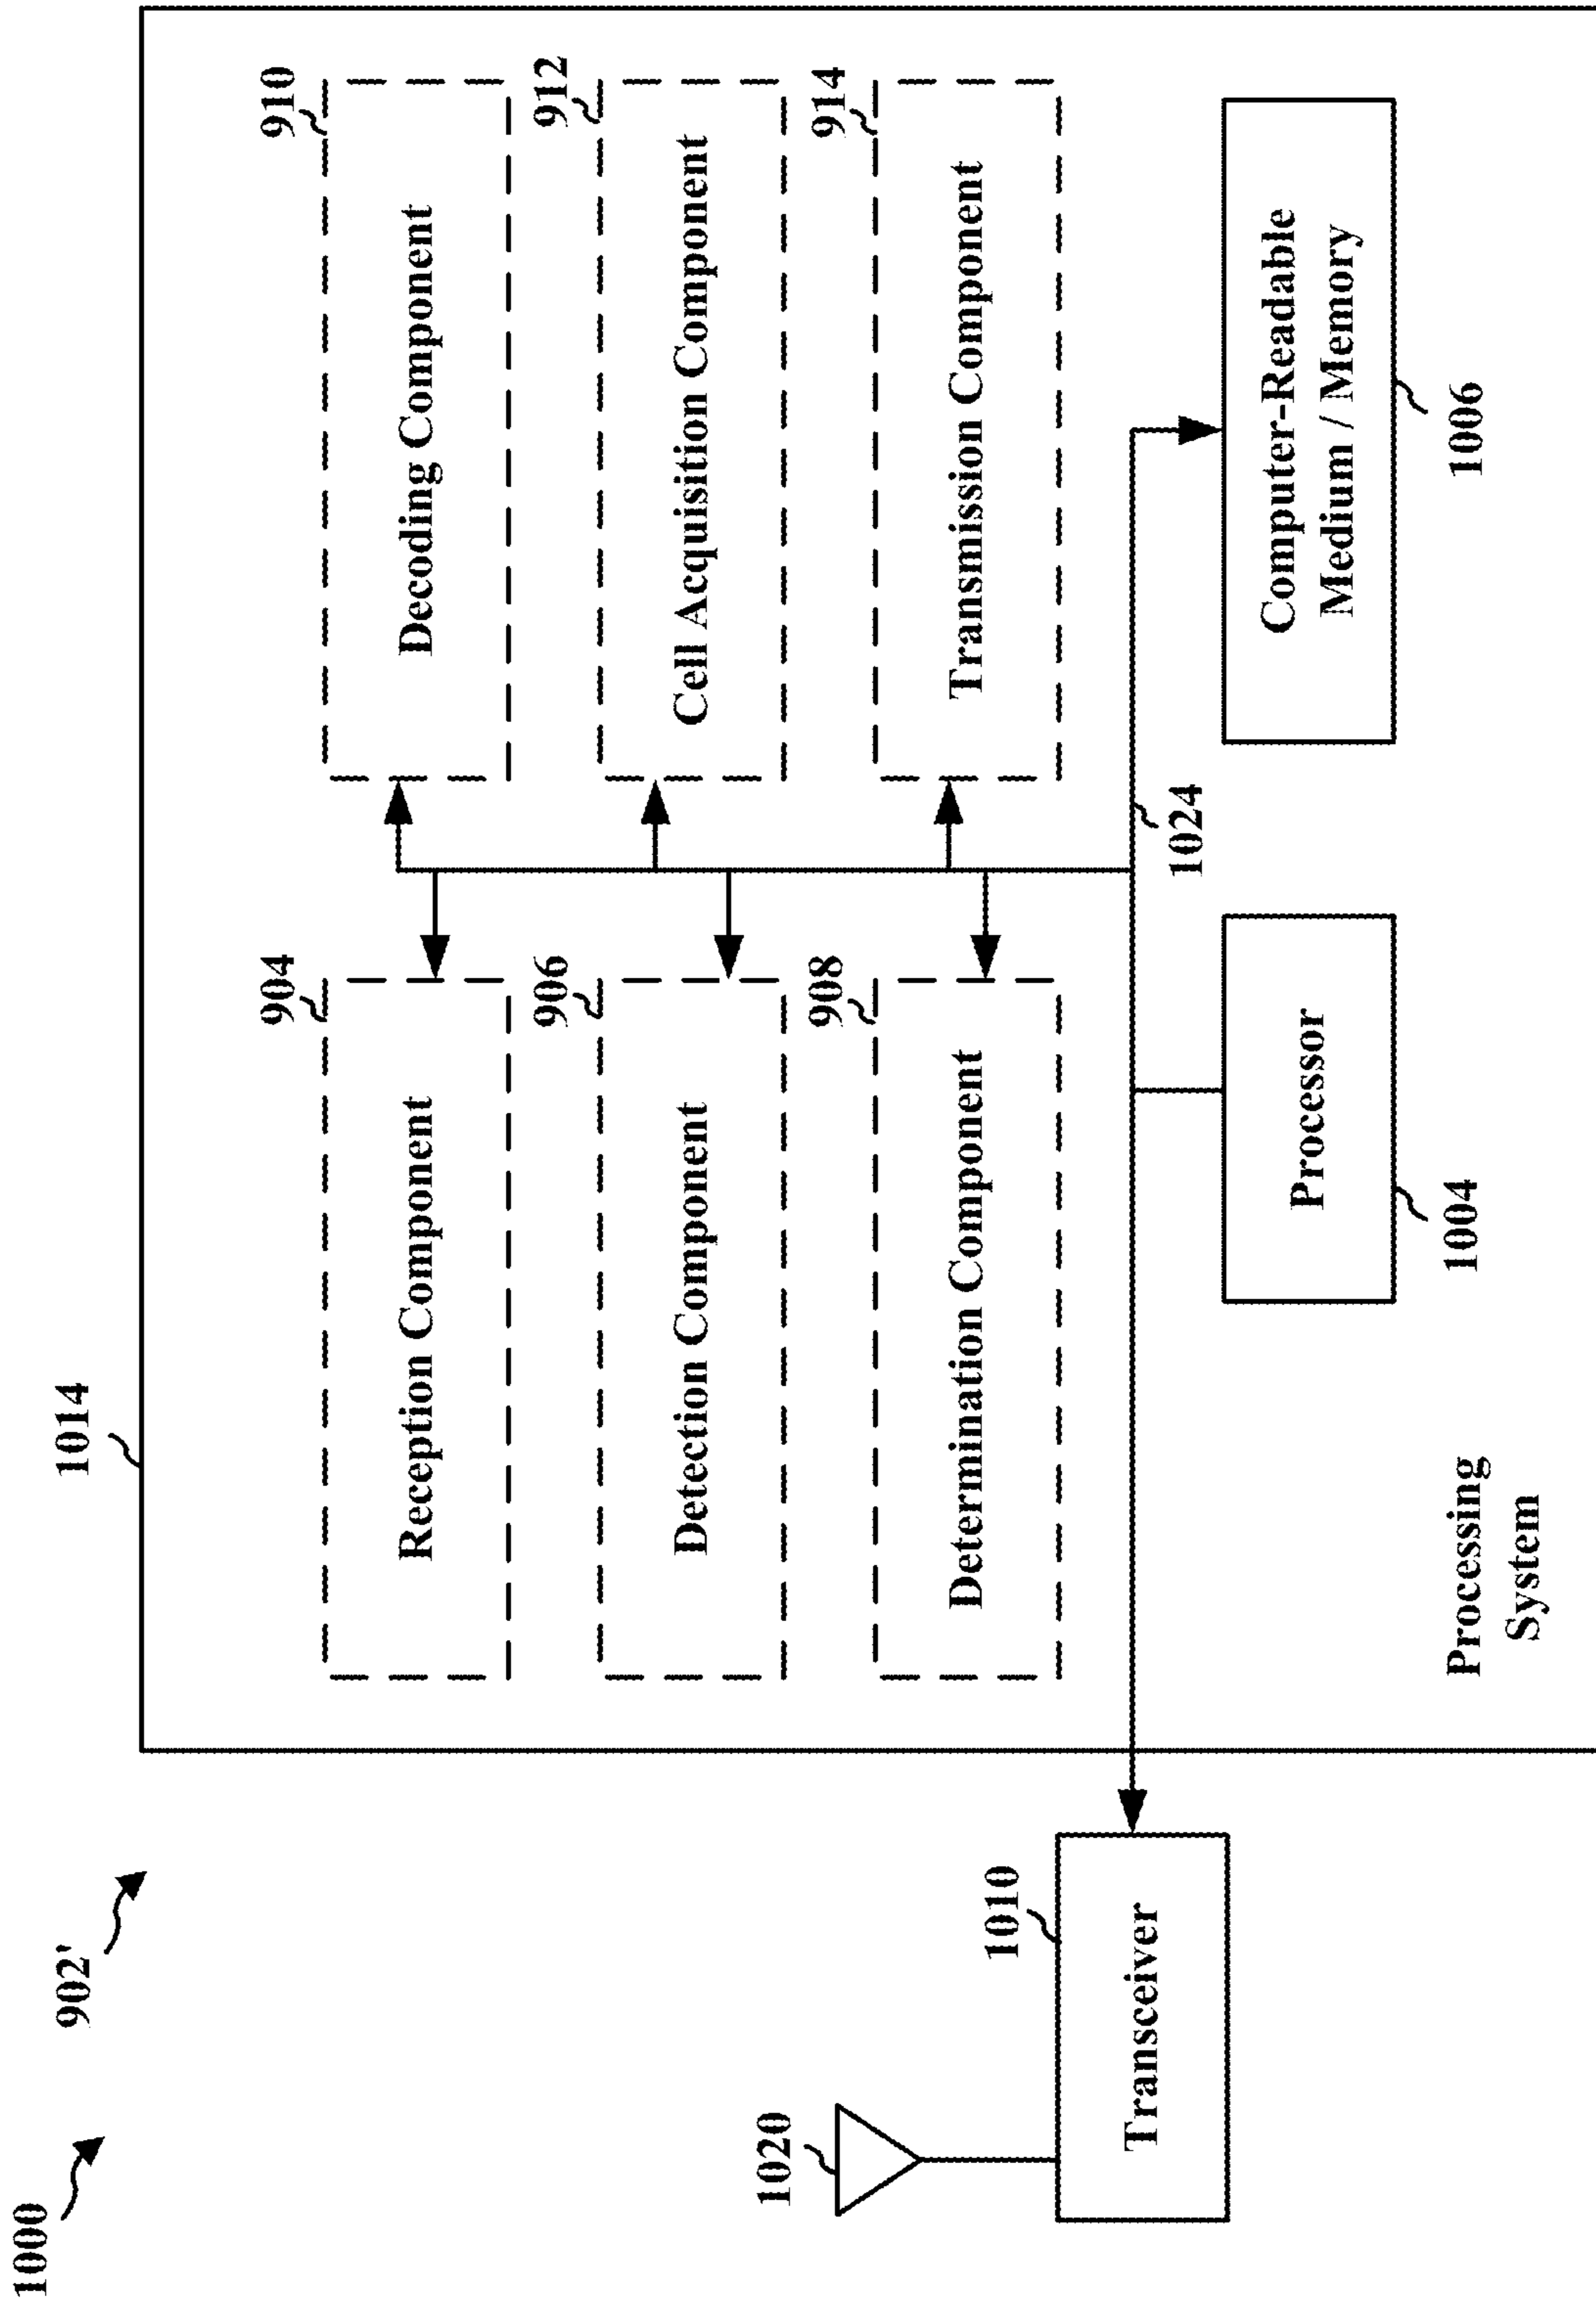 1000
902'
1014
904
Reception Component
910
Decoding Component
906
Detection Component
912
Cell Acquisition Component
908
Determination Component
914
Transmission Component
1020
1010
Transceiver
1024
Processor
1004
Computer-Readable
Medium / Memory
1006
Processing
System